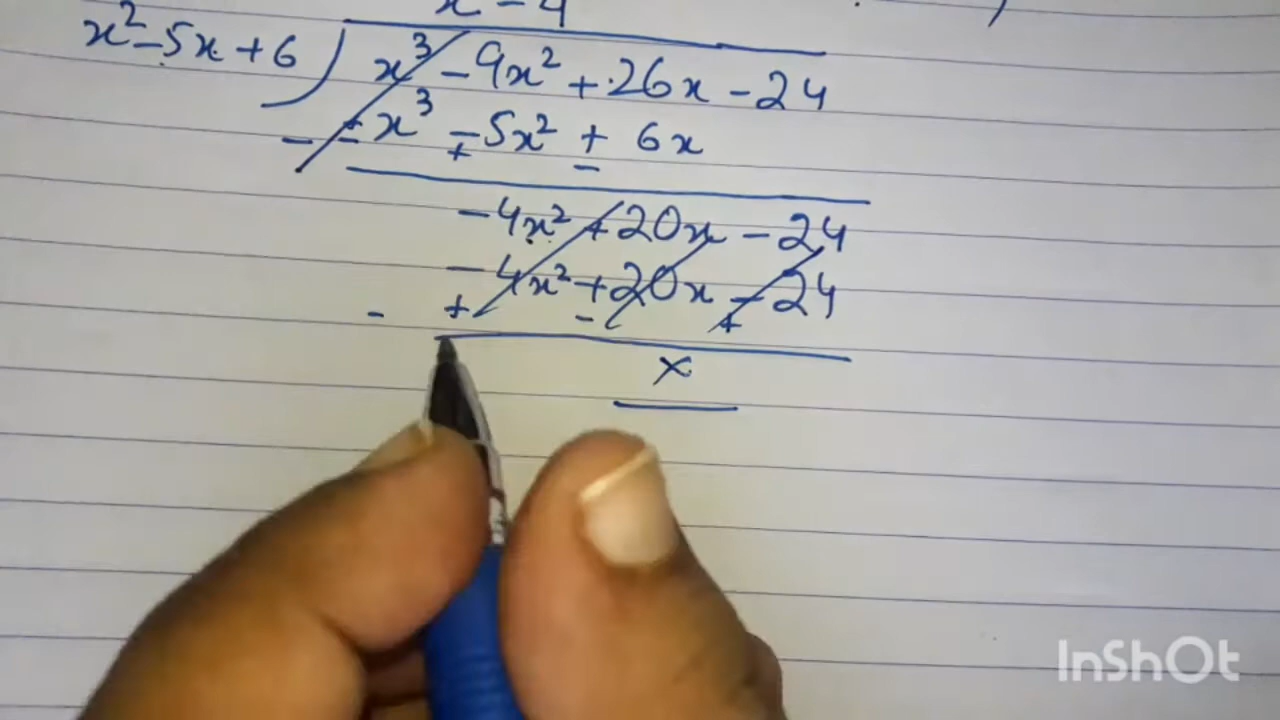 x - 4
x² - 5x + 6 ) x³ - 9x² + 26x - 24
- x³ - 5x² + 6x
- + -
- 4x² + 20x - 24
- 4x² + 20x - 24
- + - +
x
InShOt